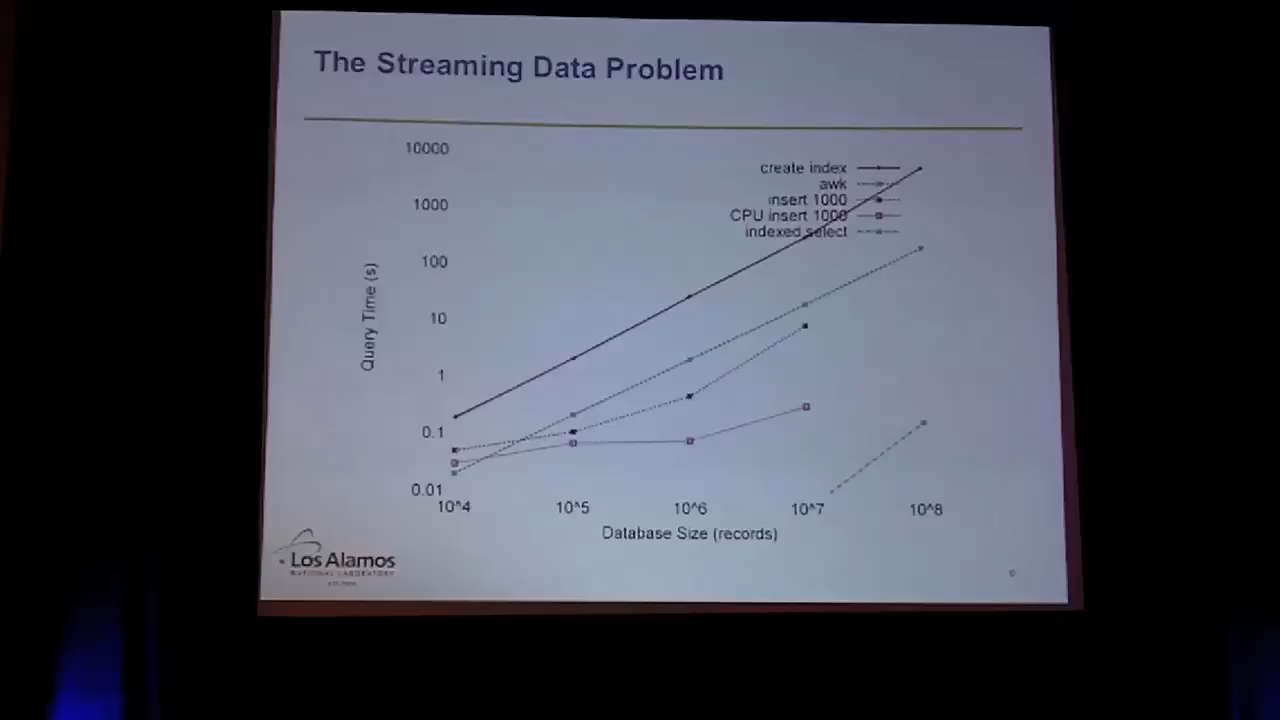 The Streaming Data Problem
10000
1000
100
10
1
0.1
0.01
Query Time (s)
create index
awk
insert 1000
CPU insert 1000
indexed select
10^4 10^5 10^6 10^7 10^8
Database Size (records)
Los Alamos
NATIONAL LABORATORY